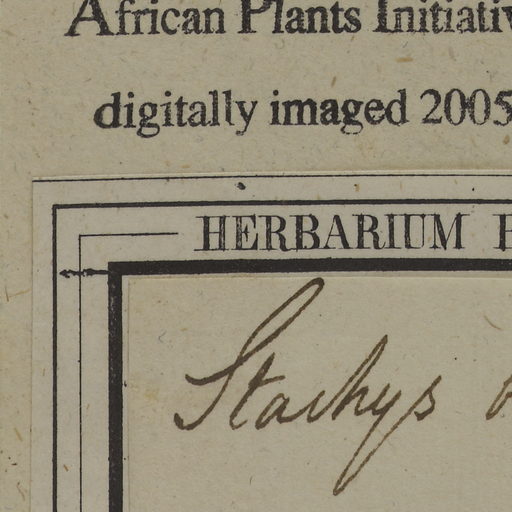 African Plants Initiativ
digitally imaged 2005
HERBARIUM
Stachys